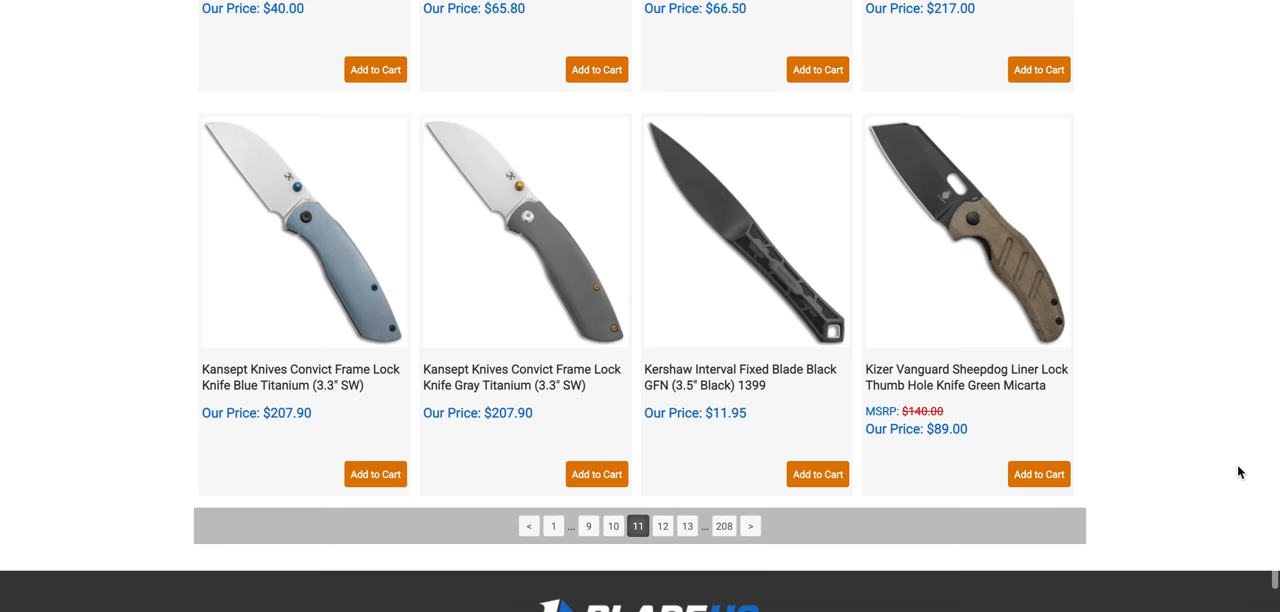 Our Price: $40.00
Our Price: $65.80
Our Price: $66.50
Our Price: $217.00
Add to Cart
Add to Cart
Add to Cart
Add to Cart
Kansept Knives Convict Frame Lock
Knife Blue Titanium (3.3" SW)
Our Price: $207.90
Add to Cart
Kansept Knives Convict Frame Lock
Knife Gray Titanium (3.3" SW)
Our Price: $207.90
Add to Cart
Kershaw Interval Fixed Blade Black
GFN (3.5" Black) 1399
Our Price: $11.95
Add to Cart
Kizer Vanguard Sheepdog Liner Lock
Thumb Hole Knife Green Micarta
MSRP: $140.00
Our Price: $89.00
Add to Cart
< 1 ... 9 10 11 12 13 ... 208 >
BLADEHQ